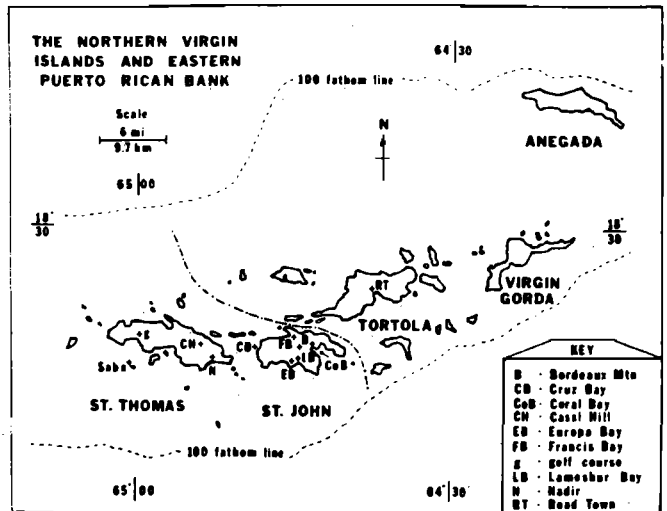 THE NORTHERN VIRGIN
ISLANDS AND EASTERN
PUERTO RICAN BANK
64° 30
100 fathom line
Scale
6 mi
9.7 km
N
ANEGADA
65° 00
18°
30
18°
30
RT
VIRGIN
GORDA
TORTOLA
g
CH
CB
FB
B
LB
CoB
Saba
N
EB
ST. THOMAS
ST. JOHN
100 fathom line
65° 00
64° 30
KEY
B · Bordeaux Mtn
CB · Cruz Bay
CoB · Coral Bay
CH · Cassi Hill
EB · Europa Bay
FB · Francis Bay
g · golf course
LB · Lameshur Bay
N · Nadir
RT · Road Town